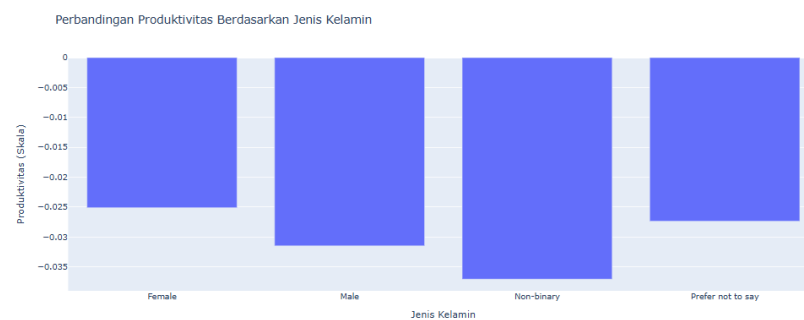 Perbandingan Produktivitas Berdasarkan Jenis Kelamin
Produktivitas (Skala)
0
−0.005
−0.01
−0.015
−0.02
−0.025
−0.03
−0.035
Female
Male
Non-binary
Prefer not to say
Jenis Kelamin